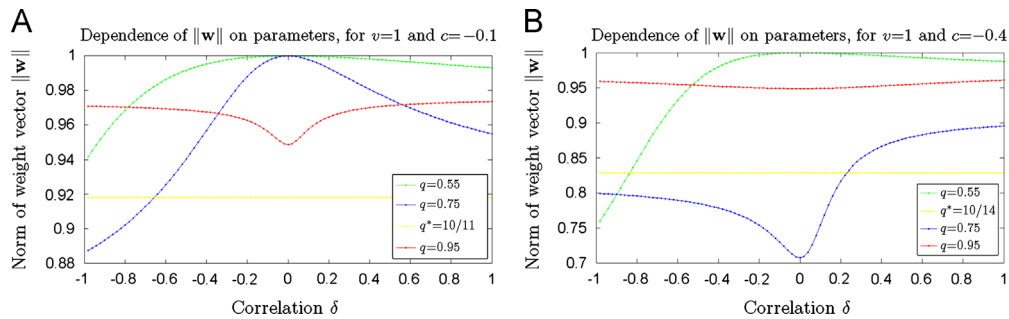 A
Dependence of ‖w‖ on parameters, for v=1 and c=−0.1
Norm of weight vector ‖w‖
1
0.98
0.96
0.94
0.92
0.9
0.88
q=0.55
q=0.75
q*=10/11
q=0.95
-1 -0.8 -0.6 -0.4 -0.2 0 0.2 0.4 0.6 0.8 1
Correlation δ
B
Dependence of ‖w‖ on parameters, for v=1 and c=−0.4
Norm of weight vector ‖w‖
1
0.95
0.9
0.85
0.8
0.75
0.7
q=0.55
q*=10/14
q=0.75
q=0.95
-1 -0.8 -0.6 -0.4 -0.2 0 0.2 0.4 0.6 0.8 1
Correlation δ